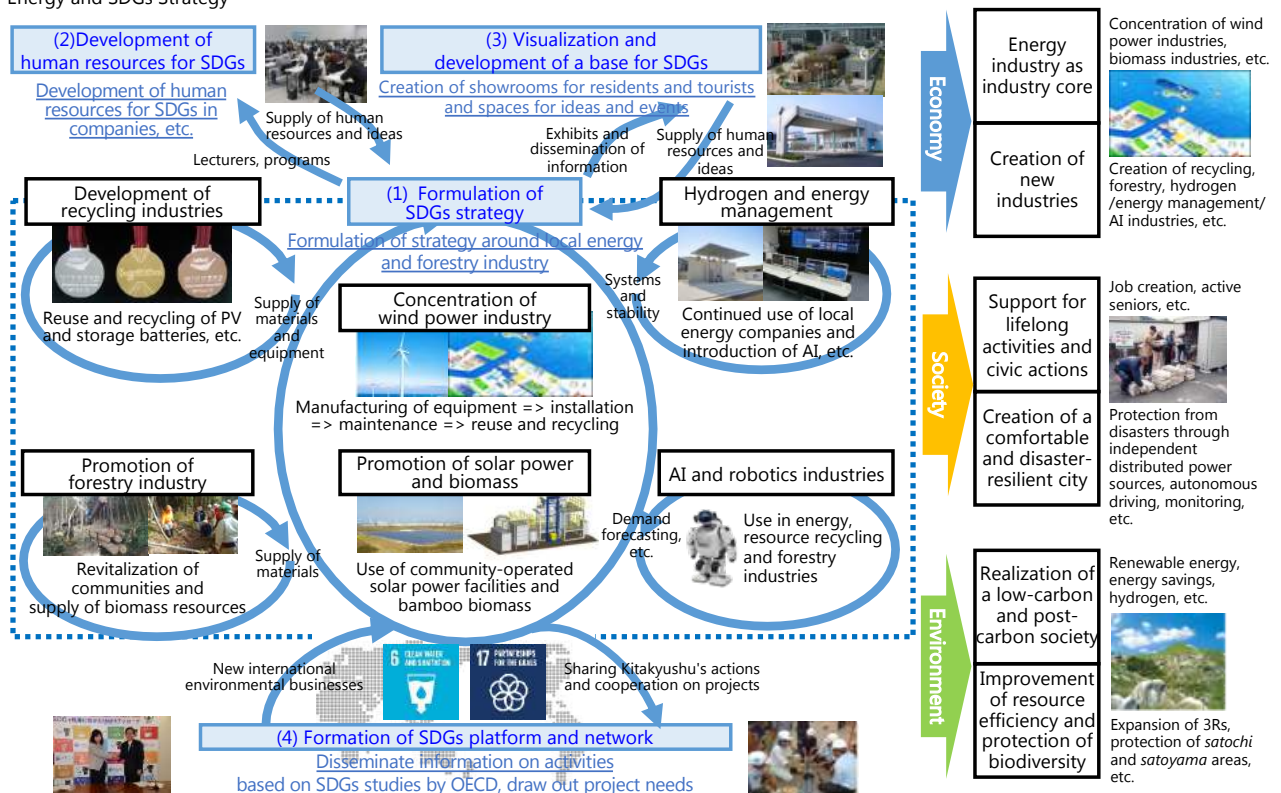 Energy and SDGs Strategy
(2)Development of
human resources for SDGs
Development of human
resources for SDGs in
companies, etc.
Supply of human
resources and ideas
Lecturers, programs
(3) Visualization and
development of a base for SDGs
Creation of showrooms for residents and tourists
and spaces for ideas and events
Exhibits and
dissemination of
information
Supply of human
resources and
ideas
(1) Formulation of
SDGs strategy
Formulation of strategy around local energy
and forestry industry
Development of
recycling industries
Reuse and recycling of PV
and storage batteries, etc.
Supply of
materials
and
equipment
Hydrogen and energy
management
Systems
and
stability
Continued use of local
energy companies and
introduction of AI, etc.
Concentration of
wind power industry
Manufacturing of equipment => installation
=> maintenance => reuse and recycling
Promotion of
forestry industry
Revitalization of
communities and
supply of biomass resources
Supply of
materials
Promotion of solar power
and biomass
Use of community-operated
solar power facilities and
bamboo biomass
AI and robotics industries
Demand
forecasting,
etc.
Use in energy,
resource recycling
and forestry
industries
New international
environmental businesses
6 CLEAN WATER
AND SANITATION
17 PARTNERSHIPS
FOR THE GOALS
Sharing Kitakyushu's actions
and cooperation on projects
(4) Formation of SDGs platform and network
Disseminate information on activities
based on SDGs studies by OECD, draw out project needs
Economy
Energy
industry as
industry core
Concentration of wind
power industries,
biomass industries, etc.
Creation of
new
industries
Creation of recycling,
forestry, hydrogen
/energy management/
AI industries, etc.
Society
Support for
lifelong
activities and
civic actions
Job creation, active
seniors, etc.
Creation of a
comfortable
and disaster-
resilient city
Protection from
disasters through
independent
distributed power
sources, autonomous
driving, monitoring,
etc.
Environment
Realization of
a low-carbon
and post-
carbon society
Renewable energy,
energy savings,
hydrogen, etc.
Improvement
of resource
efficiency and
protection of
biodiversity
Expansion of 3Rs,
protection of satochi
and satoyama areas,
etc.